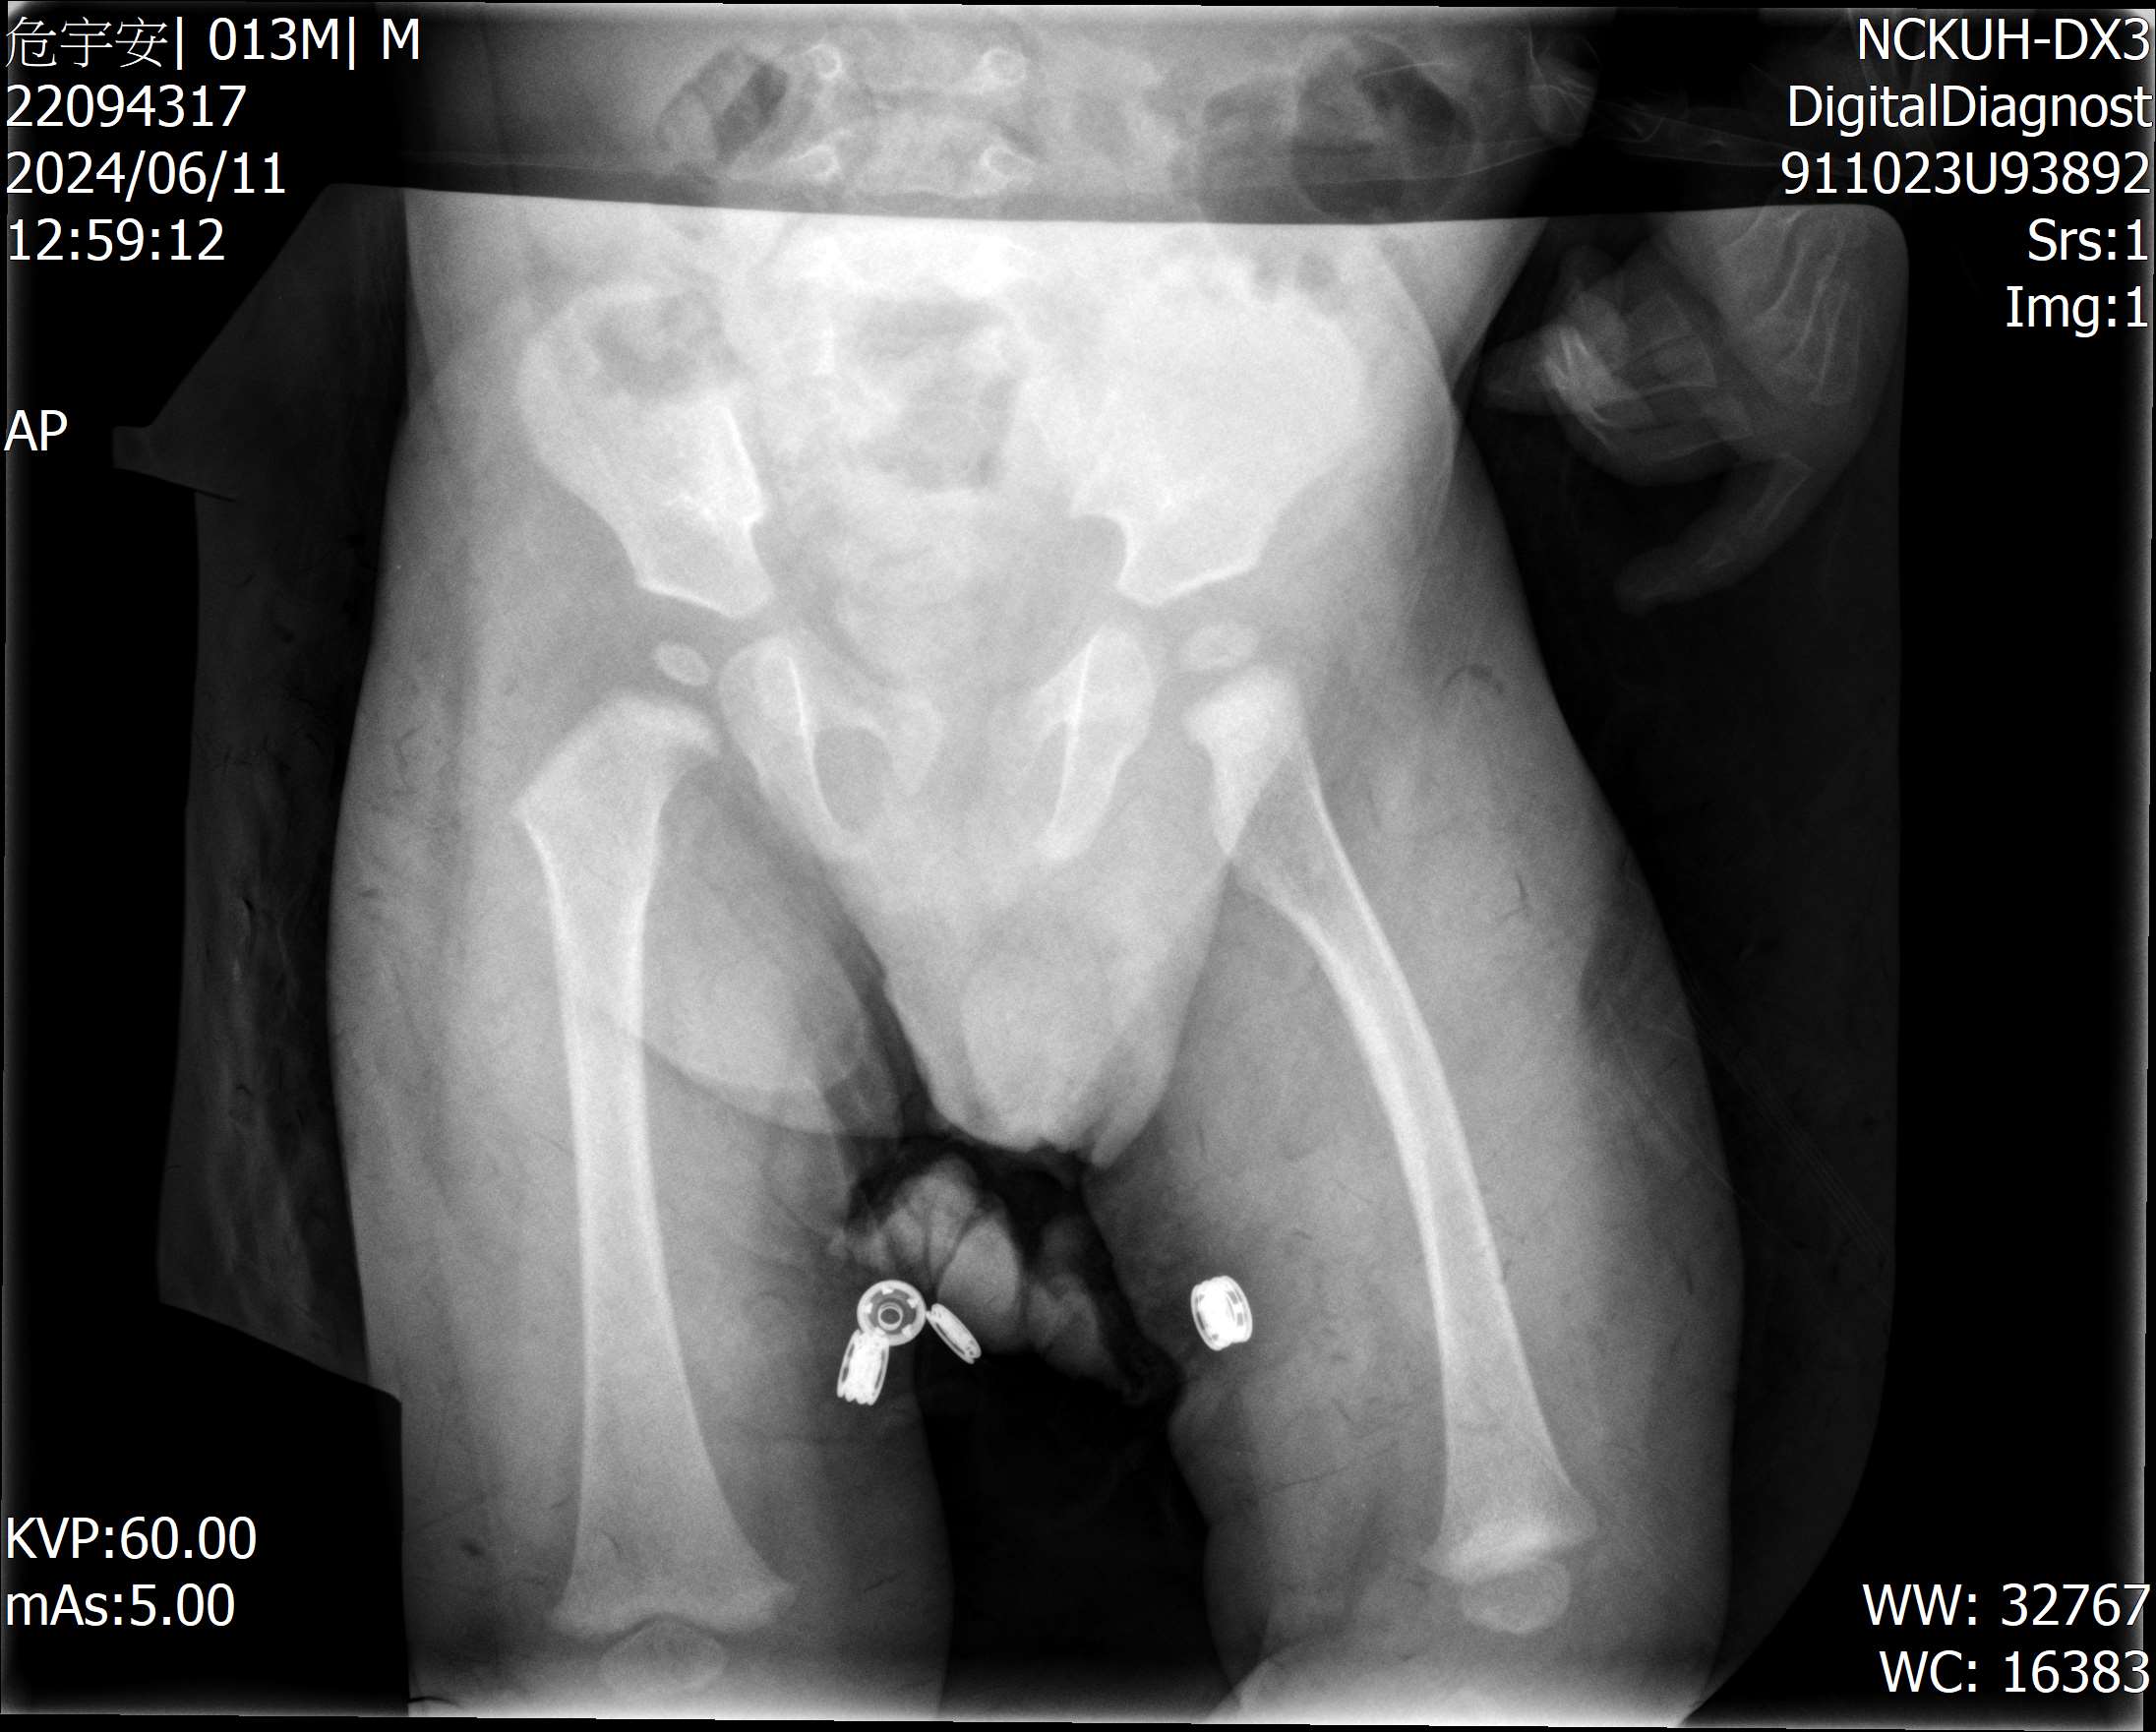 危宇安| 013M| M
22094317
2024/06/11
12:59:12
AP
KVP:60.00
mAs:5.00
NCKUH-DX3
DigitalDiagnost
911023U93892
Srs:1
Img:1
WW: 32767
WC: 16383